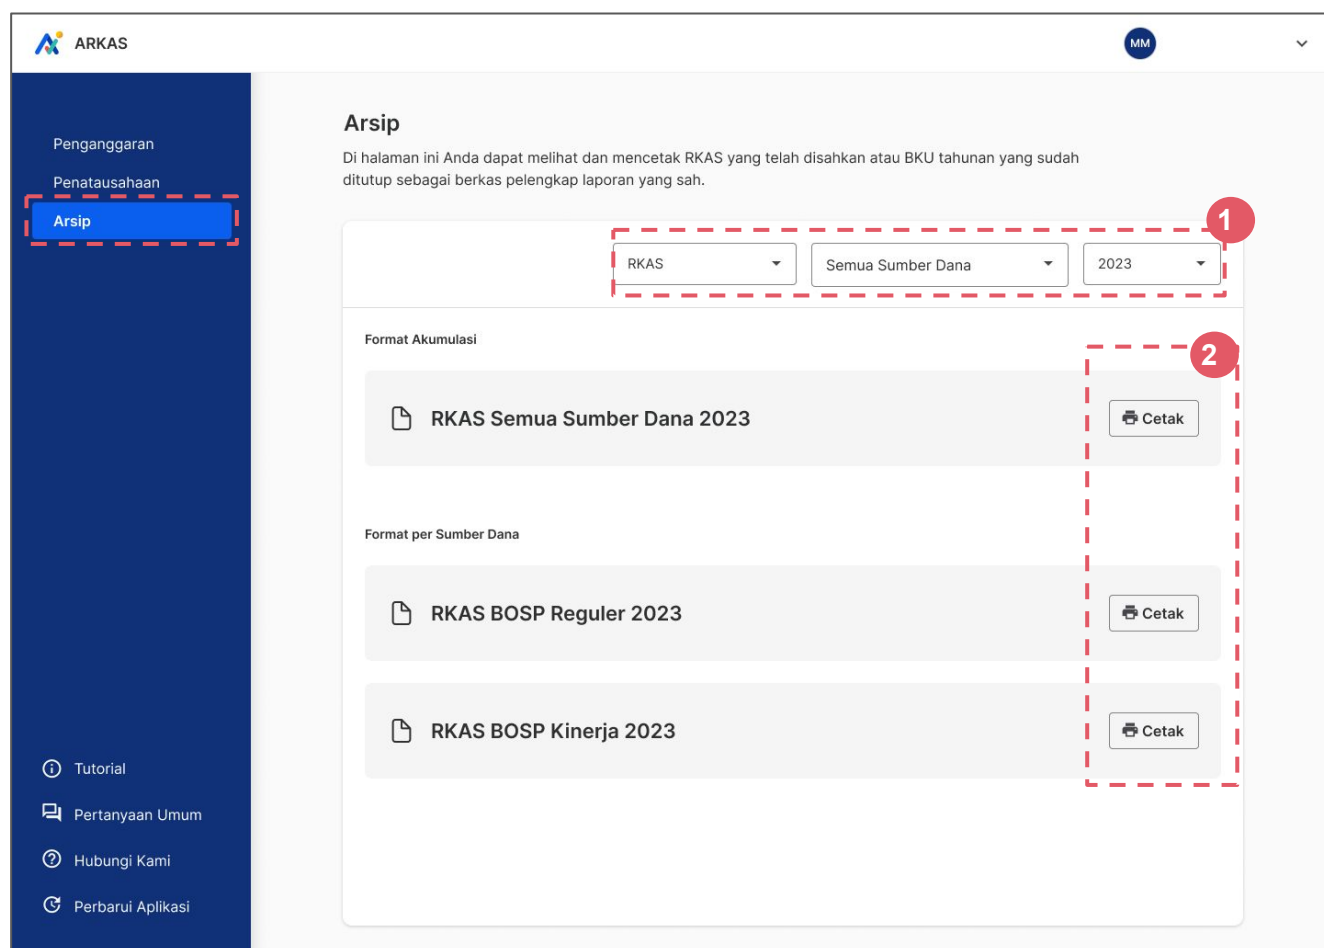 ARKAS
MM
Penganggaran
Penatausahaan
Arsip
Arsip
Di halaman ini Anda dapat melihat dan mencetak RKAS yang telah disahkan atau BKU tahunan yang sudah
ditutup sebagai berkas pelengkap laporan yang sah.
1
RKAS
Semua Sumber Dana
2023
Format Akumulasi
2
RKAS Semua Sumber Dana 2023
Cetak
Format per Sumber Dana
RKAS BOSP Reguler 2023
Cetak
RKAS BOSP Kinerja 2023
Cetak
Tutorial
Pertanyaan Umum
Hubungi Kami
Perbarui Aplikasi